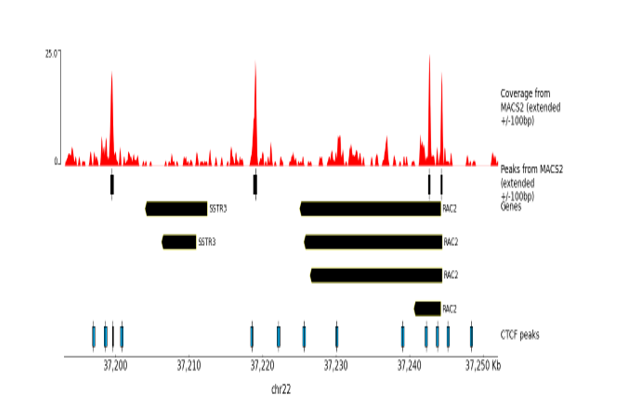 25.0
0
Coverage from
MACS2 (extended
+/-100bp)
Peaks from MACS2
(extended
+/-100bp)
Genes
SSTR3
RAC2
SSTR3
RAC2
RAC2
RAC2
CTCF peaks
37,200
37,210
37,220
37,230
37,240
37,250 Kb
chr22